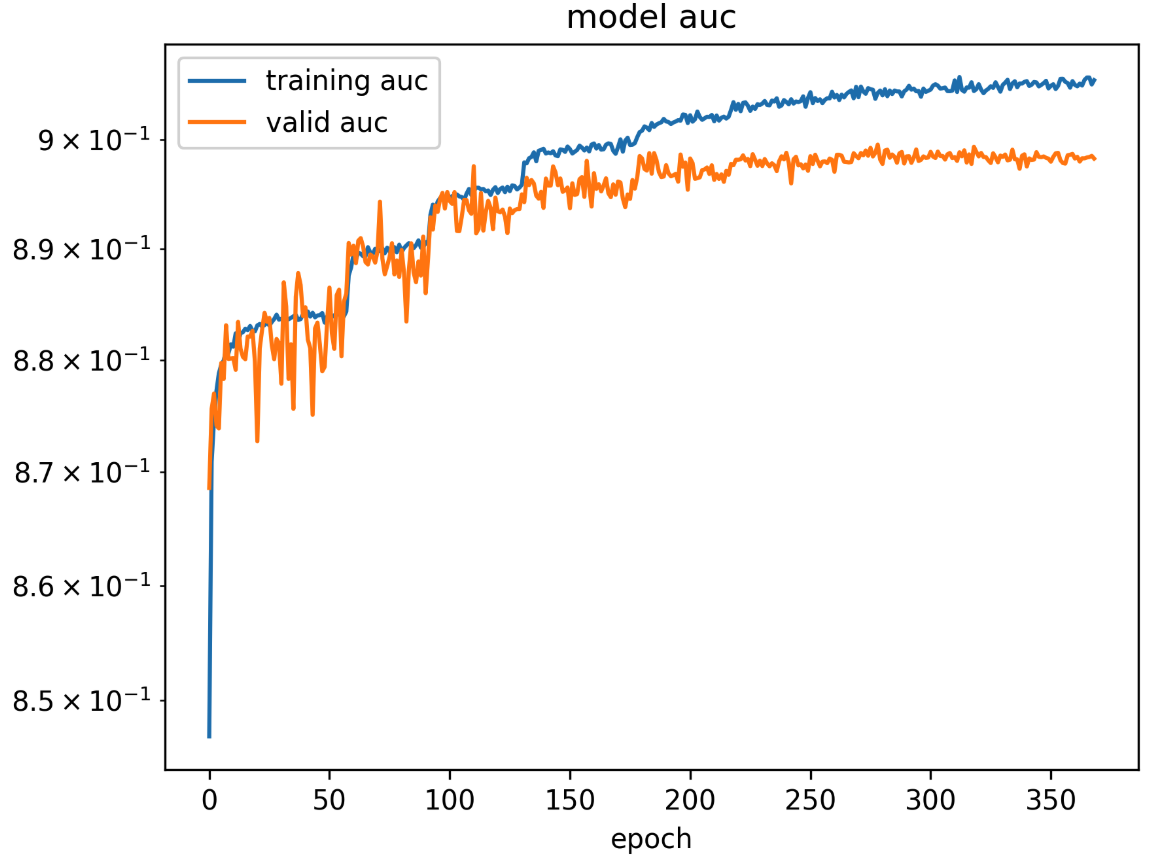 model auc
training auc
valid auc
9 × 10⁻¹
8.9 × 10⁻¹
8.8 × 10⁻¹
8.7 × 10⁻¹
8.6 × 10⁻¹
8.5 × 10⁻¹
0 50 100 150 200 250 300 350
epoch